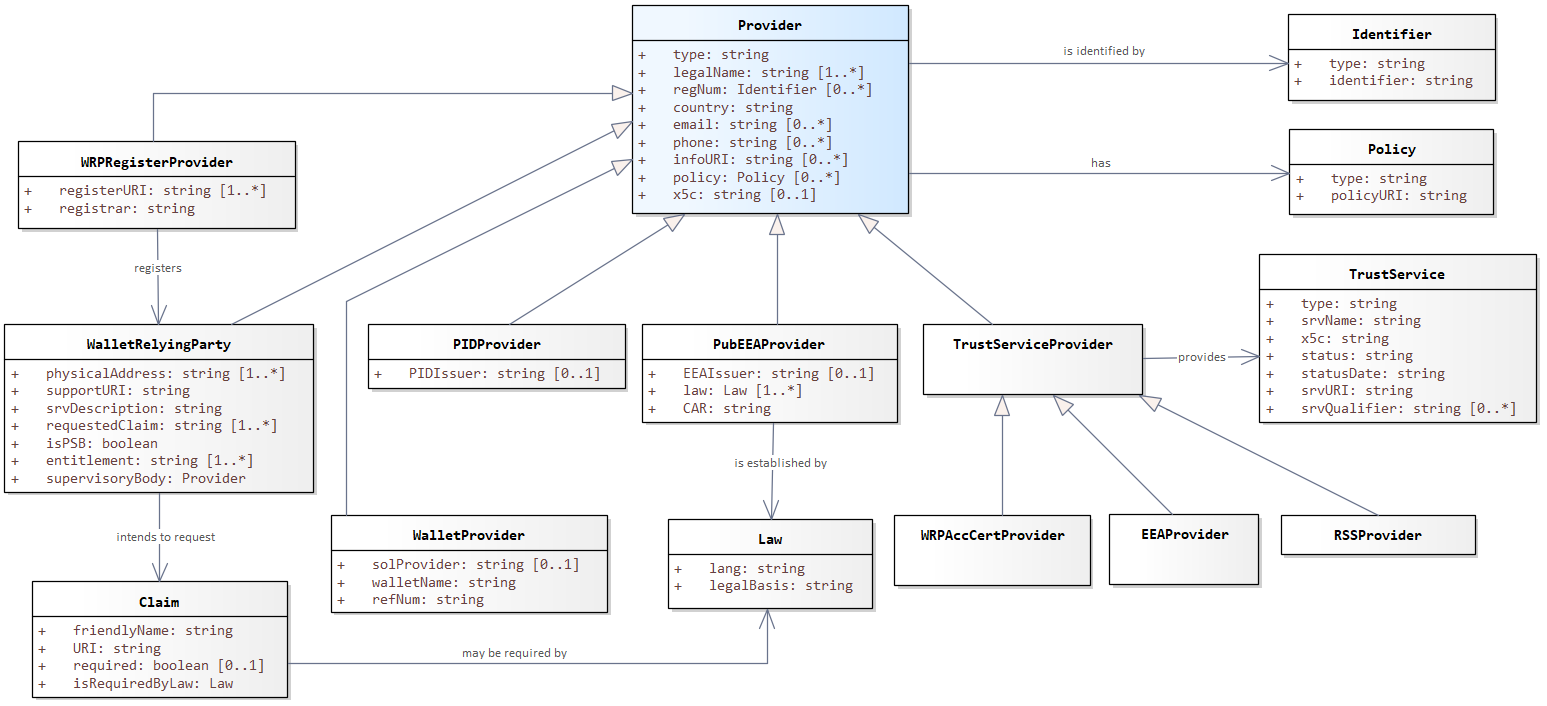 Provider
+ type: string
+ legalName: string [1..*]
+ regNum: Identifier [0..*]
+ country: string
+ email: string [0..*]
+ phone: string [0..*]
+ infoURI: string [0..*]
+ policy: Policy [0..*]
+ x5c: string [0..1]
is identified by
Identifier
+ type: string
+ identifier: string
has
Policy
+ type: string
+ policyURI: string
WRPRegisterProvider
+ registerURI: string [1..*]
+ registrar: string
registers
WalletRelyingParty
+ physicalAddress: string [1..*]
+ supportURI: string
+ srvDescription: string
+ requestedClaim: string [1..*]
+ isPSB: boolean
+ entitlement: string [1..*]
+ supervisoryBody: Provider
PIDProvider
+ PIDIssuer: string [0..1]
PubEEAProvider
+ EEAIssuer: string [0..1]
+ law: Law [1..*]
+ CAR: string
TrustServiceProvider
provides
TrustService
+ type: string
+ srvName: string
+ x5c: string
+ status: string
+ statusDate: string
+ srvURI: string
+ srvQualifier: string [0..*]
intends to request
is established by
WalletProvider
+ solProvider: string [0..1]
+ walletName: string
+ refNum: string
Law
+ lang: string
+ legalBasis: string
WRPAccCertProvider
EEAProvider
RSSProvider
Claim
+ friendlyName: string
+ URI: string
+ required: boolean [0..1]
+ isRequiredByLaw: Law
may be required by